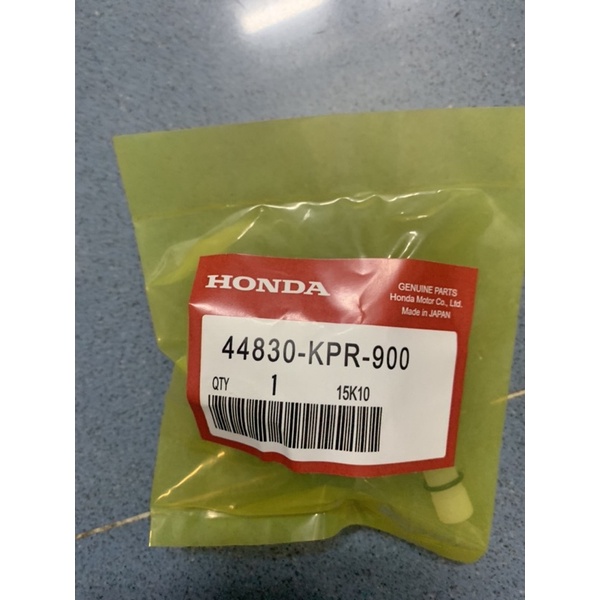 HONDA
GENUINE PARTS
Honda Motor Co., Ltd.
Made in JAPAN
44830-KPR-900
QTY 1 15K10